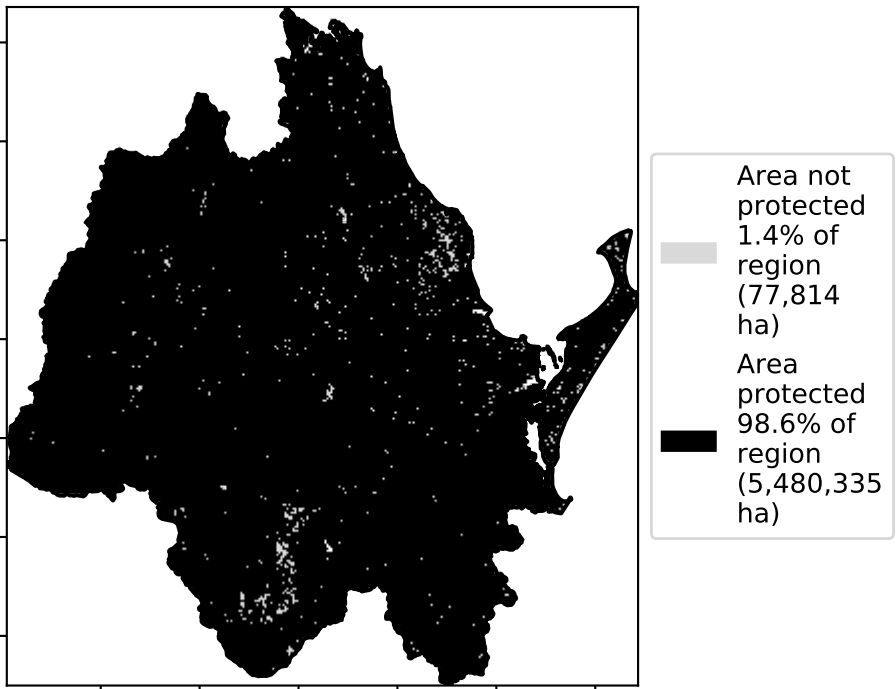 Area not
protected
1.4% of
region
(77,814
ha)
Area
protected
98.6% of
region
(5,480,335
ha)